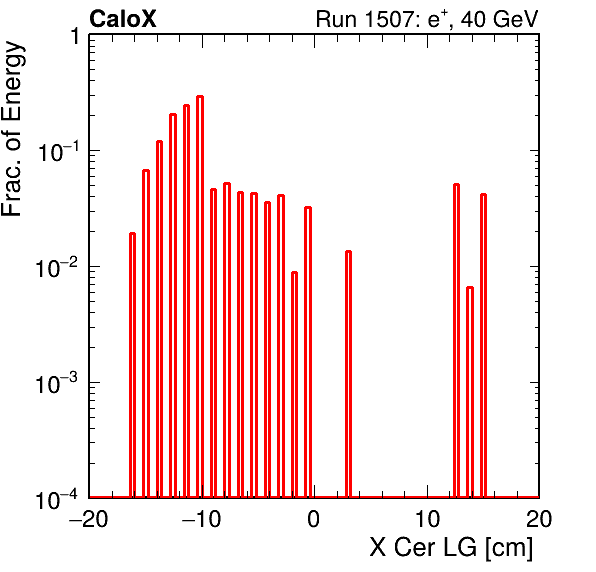 CaloX Run 1507: e⁺, 40 GeV
Frac. of Energy
1
10⁻¹
10⁻²
10⁻³
10⁻⁴
−20 −10 0 10 20
X Cer LG [cm]